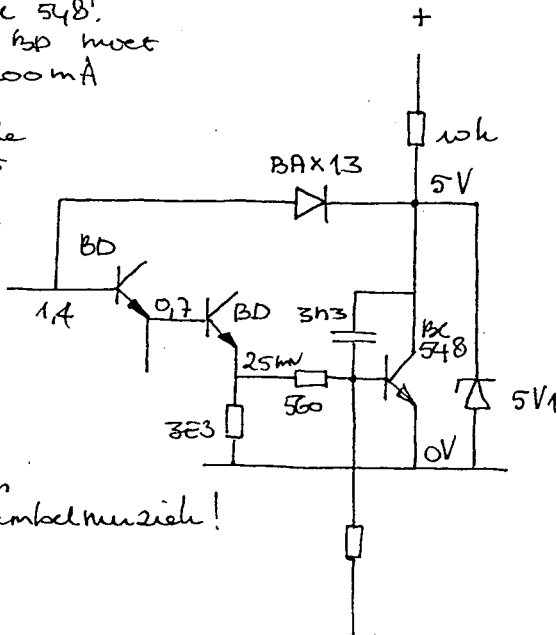 548!
BD moet
00mA
+
10k
BAX13
5V
BD
1,4
0,7
BD
3n3
BC
548
25mV
560
5V1
3E3
0V
mbelmuziek!